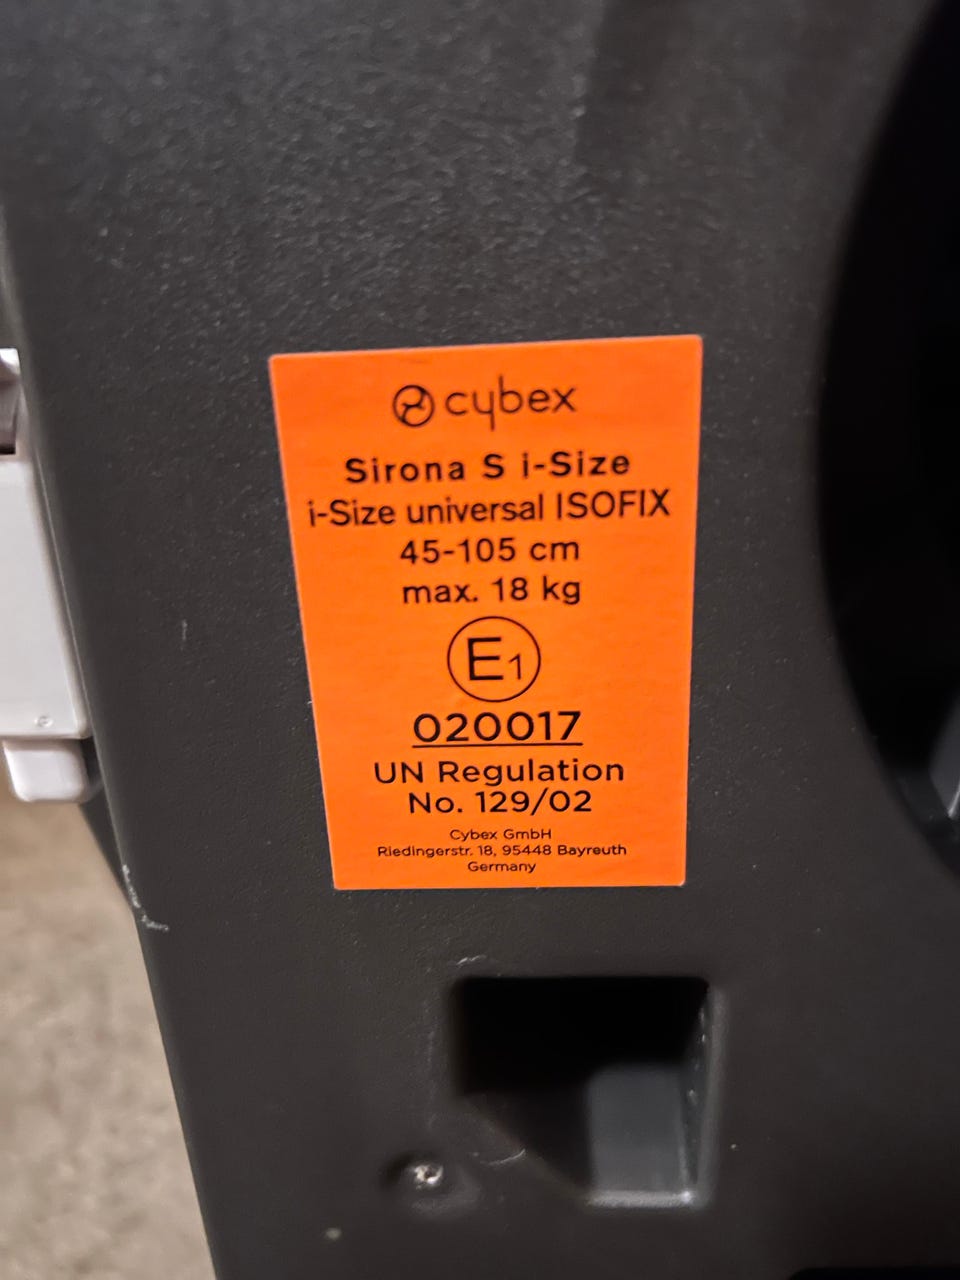 cybex
Sirona S i-Size
i-Size universal ISOFIX
45-105 cm
max. 18 kg
E1
020017
UN Regulation
No. 129/02
Cybex GmbH
Riedingerstr. 18, 95448 Bayreuth
Germany